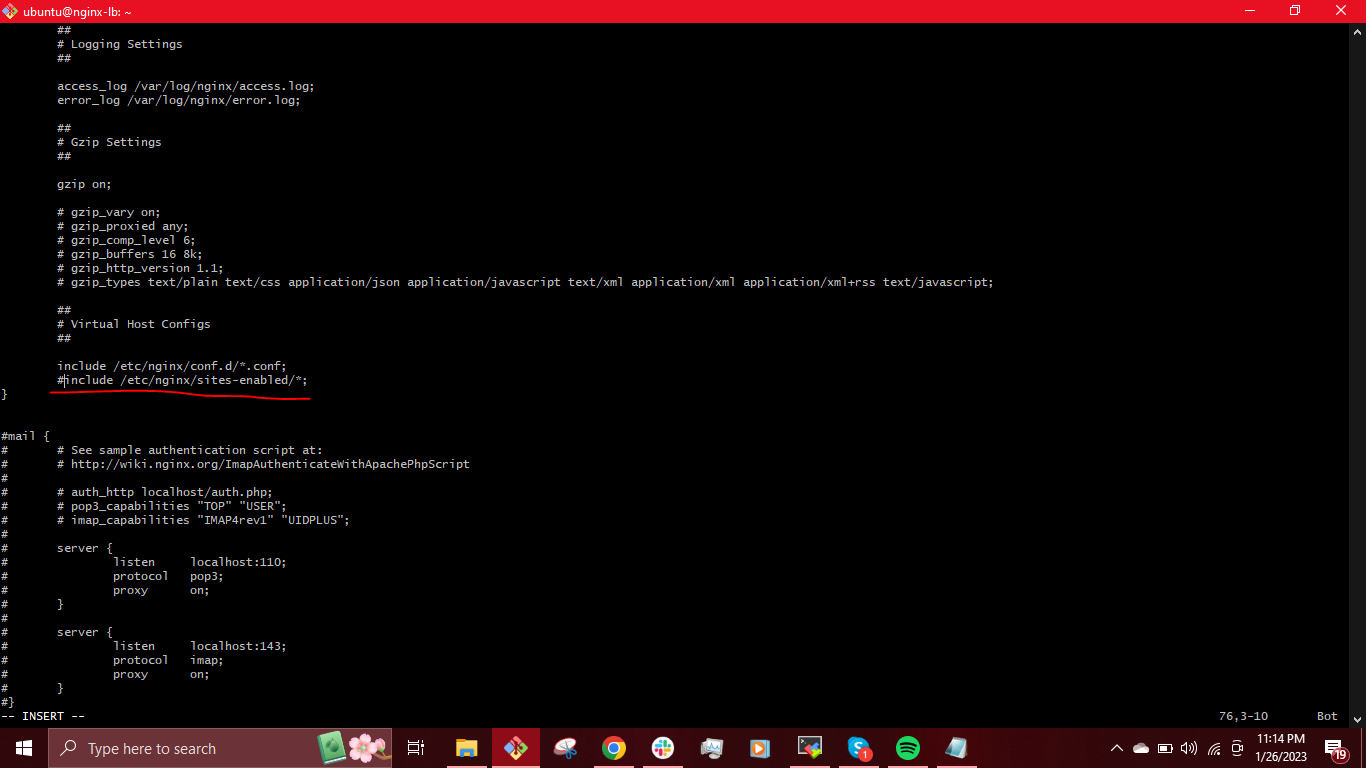 ubuntu@nginx-lb: ~
##
# Logging Settings
##
access_log /var/log/nginx/access.log;
error_log /var/log/nginx/error.log;
##
# Gzip Settings
##
gzip on;
# gzip_vary on;
# gzip_proxied any;
# gzip_comp_level 6;
# gzip_buffers 16 8k;
# gzip_http_version 1.1;
# gzip_types text/plain text/css application/json application/javascript text/xml application/xml application/xml+rss text/javascript;
##
# Virtual Host Configs
##
include /etc/nginx/conf.d/*.conf;
#include /etc/nginx/sites-enabled/*;
}
#mail {
#       # See sample authentication script at:
#       # http://wiki.nginx.org/ImapAuthenticateWithApachePhpScript
#
#       # auth_http localhost/auth.php;
#       # pop3_capabilities "TOP" "USER";
#       # imap_capabilities "IMAP4rev1" "UIDPLUS";
#
#       server {
#               listen     localhost:110;
#               protocol   pop3;
#               proxy      on;
#       }
#
#       server {
#               listen     localhost:143;
#               protocol   imap;
#               proxy      on;
#       }
#}
-- INSERT -- 76,3-10 Bot
Type here to search
1
11:14 PM
1/26/2023
19